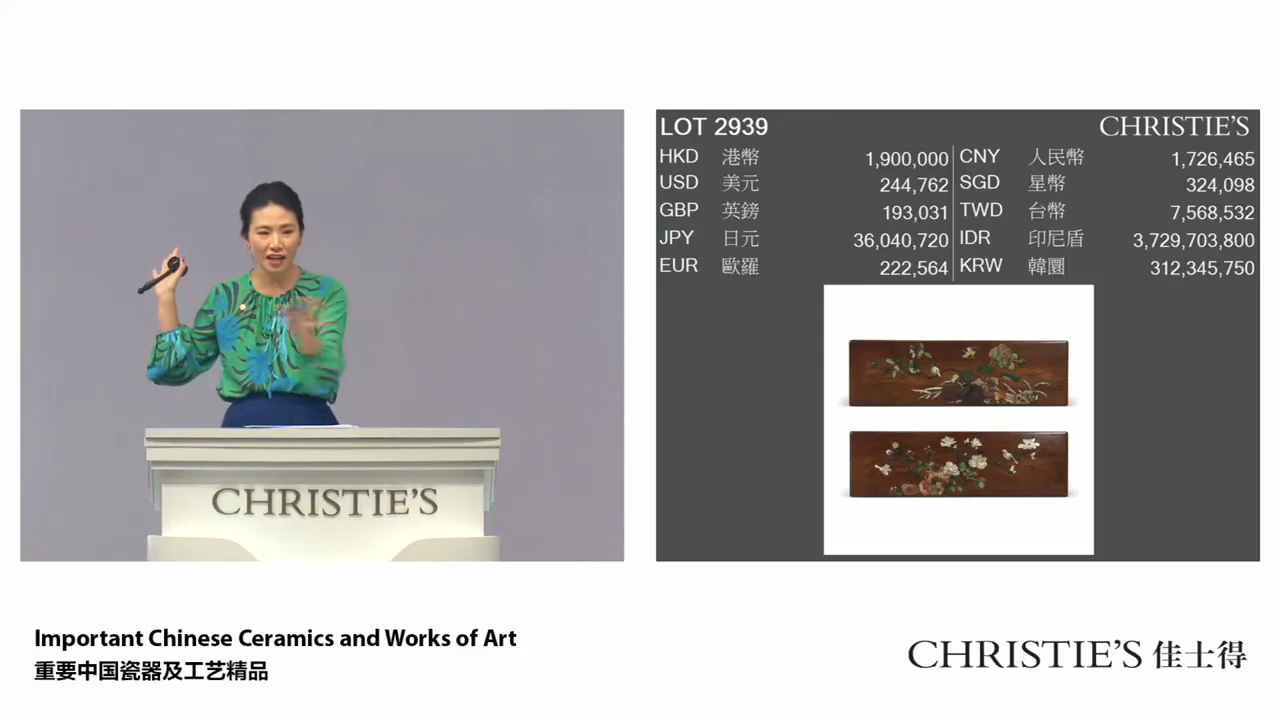 CHRISTIE'S
LOT 2939 CHRISTIE'S
HKD 港幣 1,900,000 CNY 人民幣 1,726,465
USD 美元 244,762 SGD 星幣 324,098
GBP 英鎊 193,031 TWD 台幣 7,568,532
JPY 日元 36,040,720 IDR 印尼盾 3,729,703,800
EUR 歐羅 222,564 KRW 韓圜 312,345,750
Important Chinese Ceramics and Works of Art
重要中国瓷器及工艺精品
CHRISTIE'S 佳士得